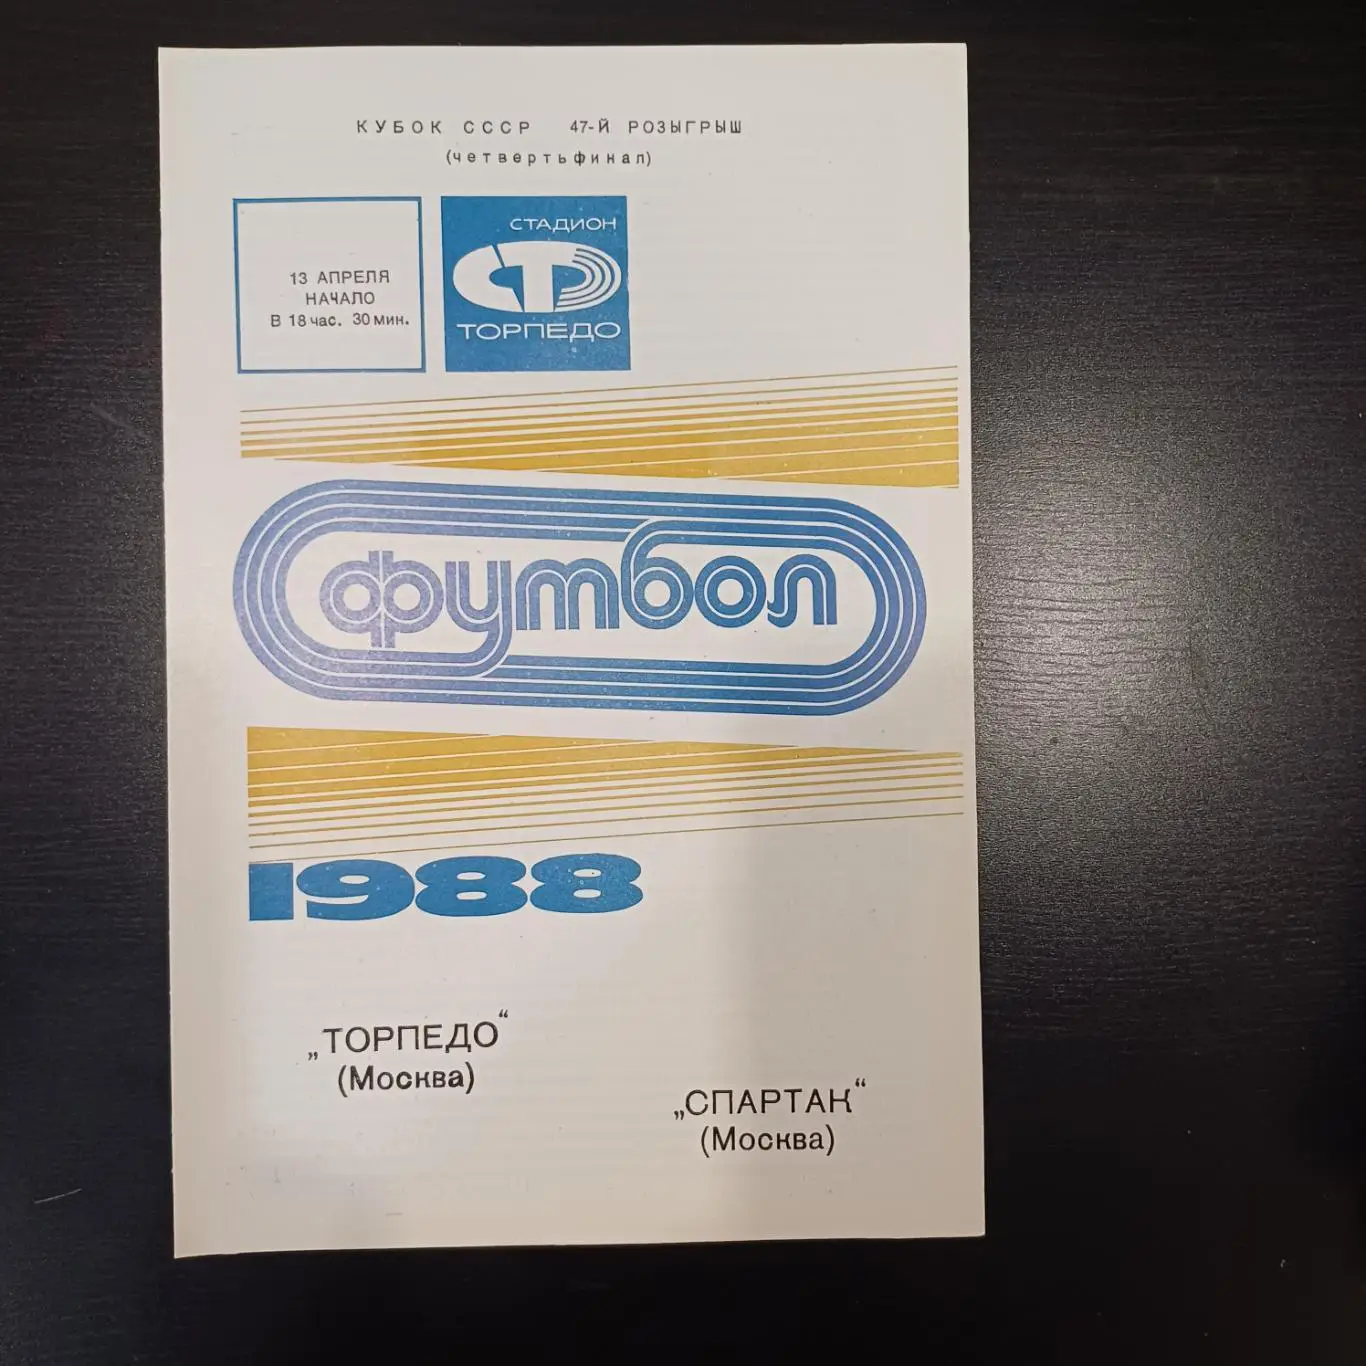 КУБОК СССР 47-Й РОЗЫГРЫШ
(четвертьфинал)
13 АПРЕЛЯ
НАЧАЛО
В 18 час. 30 мин.
СТАДИОН
СТ
ТОРПЕДО
футбол
1988
„ТОРПЕДО“
(Москва)
„СПАРТАК“
(Москва)